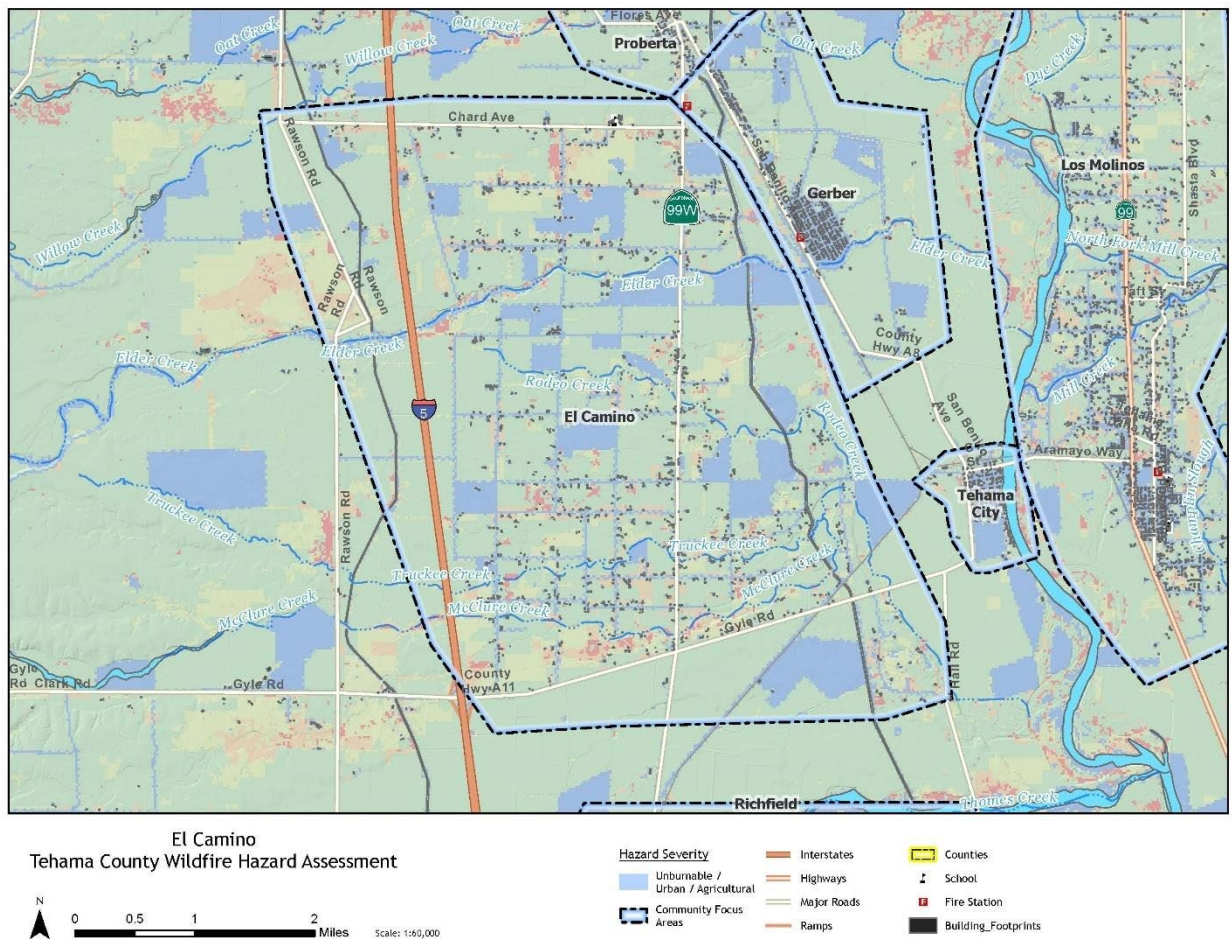 Flores Ave
Oat Creek
Oat Creek
Willow Creek
Proberta
Oat Creek
Dye Creek
Chard Ave
Rawson Rd
San Benito
Los Molinos
Shasta Blvd
Gerber
99W
99
Willow Creek
North Fork Mill Creek
Elder Creek
Elder Creek
Rawson
Rd
Rawson
Rd
Taft St
Elder Creek
Elder Creek
County
Hwy A8
Rodeo Creek
Mill Creek
5
El Camino
San Benito
Ave
Rodeo Creek
Aramayo Way
Tehama
City
Champlin Slough
Truckee Creek
Rawson Rd
Truckee Creek
Truckee Creek
McClure Creek
McClure Creek
McClure Creek
Gyle Rd
Gyle
Rd Clark Rd
Gyle Rd
County
Hwy A11
Hall Rd
Richfield
Thomes Creek
El Camino
Tehama County Wildfire Hazard Assessment
N
0 0.5 1 2
Miles
Scale: 1:60,000
Hazard Severity
Unburnable /
Urban / Agricultural
Community Focus
Areas
Interstates
Highways
Major Roads
Ramps
Counties
School
F Fire Station
Building_Footprints